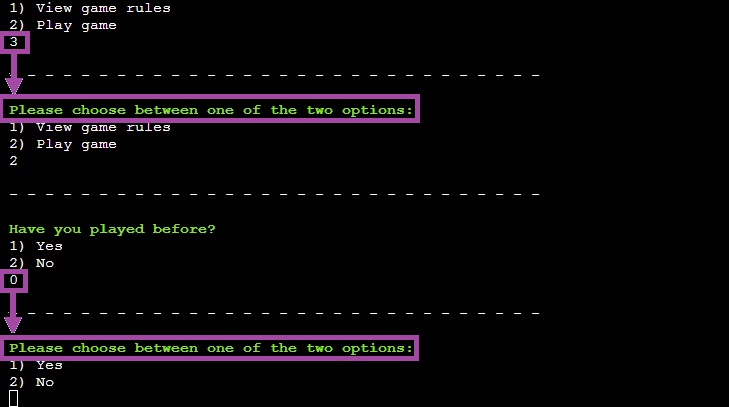 1) View game rules
2) Play game
3
- - - - - - - - - - - - - - - - - - - - - - - - - - - - - -
Please choose between one of the two options:
1) View game rules
2) Play game
2
- - - - - - - - - - - - - - - - - - - - - - - - - - - - - -
Have you played before?
1) Yes
2) No
0
- - - - - - - - - - - - - - - - - - - - - - - - - - - - - -
Please choose between one of the two options:
1) Yes
2) No